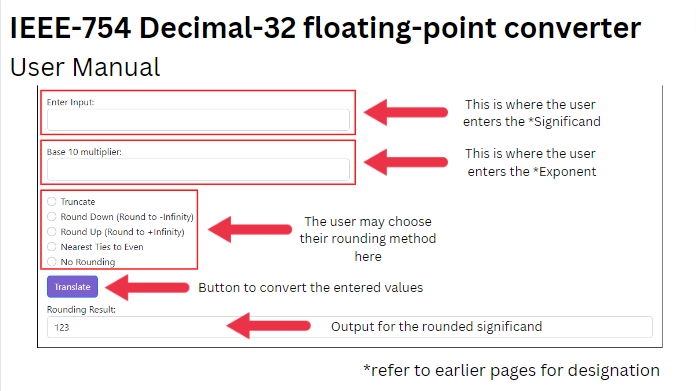 IEEE-754 Decimal-32 floating-point converter
User Manual
Enter Input:
This is where the user
enters the *Significand
Base 10 multiplier:
This is where the user
enters the *Exponent
Truncate
Round Down (Round to -Infinity)
Round Up (Round to +Infinity)
Nearest Ties to Even
No Rounding
The user may choose
their rounding method
here
Translate
Button to convert the entered values
Rounding Result:
123
Output for the rounded significand
*refer to earlier pages for designation